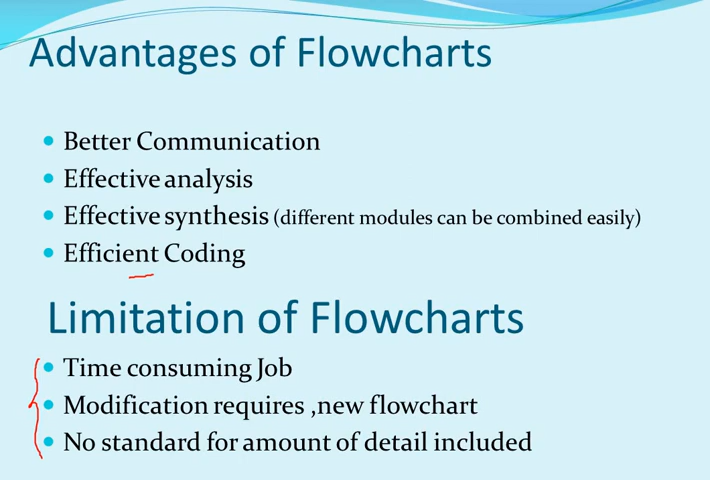 Advantages of Flowcharts
Better Communication
Effective analysis
Effective synthesis (different modules can be combined easily)
Efficient Coding
Limitation of Flowcharts
Time consuming Job
Modification requires ,new flowchart
No standard for amount of detail included